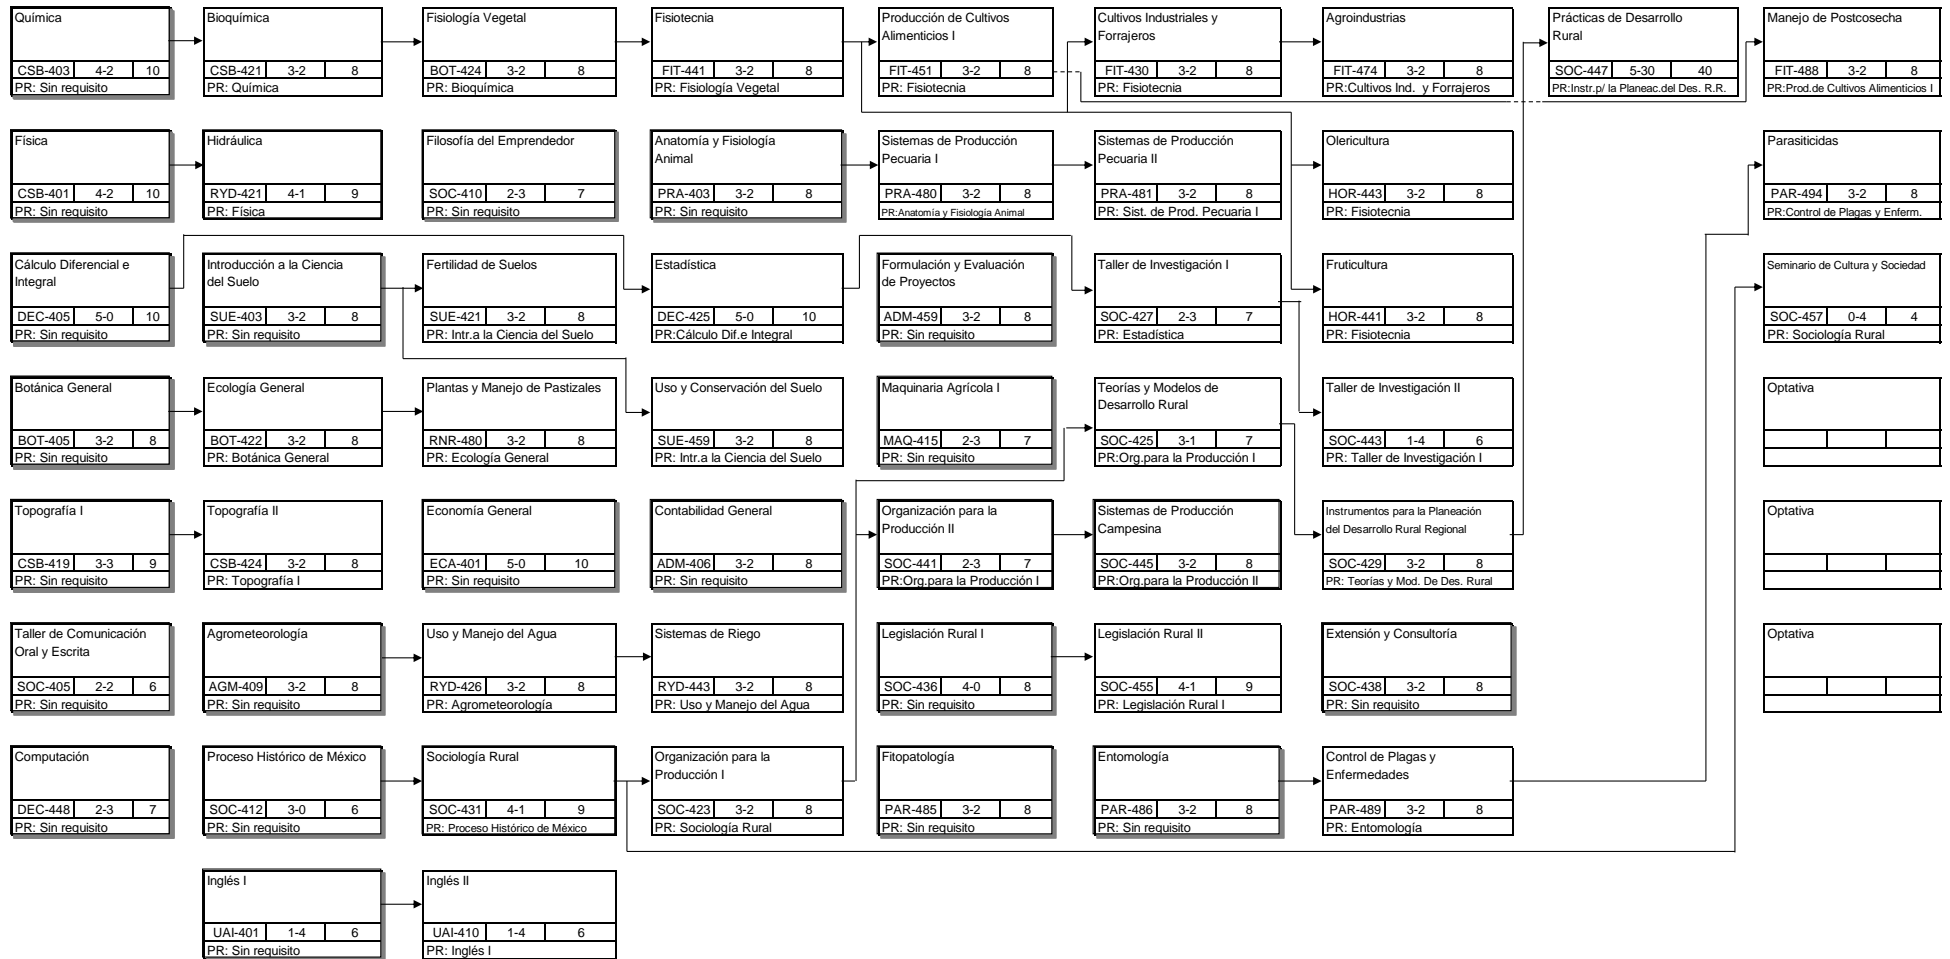 Química
CSB-403 4-2 10
PR: Sin requisito
Bioquímica
CSB-421 3-2 8
PR: Química
Fisiología Vegetal
BOT-424 3-2 8
PR: Bioquímica
Fisiotecnia
FIT-441 3-2 8
PR: Fisiología Vegetal
Producción de Cultivos
Alimenticios I
FIT-451 3-2 8
PR: Fisiotecnia
Cultivos Industriales y
Forrajeros
FIT-430 3-2 8
PR: Fisiotecnia
Agroindustrias
FIT-474 3-2 8
PR:Cultivos Ind. y Forrajeros
Prácticas de Desarrollo
Rural
SOC-447 5-30 40
PR:Instr.p/ la Planeac.del Des. R.R.
Manejo de Postcosecha
FIT-488 3-2 8
PR:Prod.de Cultivos Alimenticios I
Física
CSB-401 4-2 10
PR: Sin requisito
Hidráulica
RYD-421 4-1 9
PR: Física
Filosofía del Emprendedor
SOC-410 2-3 7
PR: Sin requisito
Anatomía y Fisiología
Animal
PRA-403 3-2 8
PR: Sin requisito
Sistemas de Producción
Pecuaria I
PRA-480 3-2 8
PR:Anatomía y Fisiología Animal
Sistemas de Producción
Pecuaria II
PRA-481 3-2 8
PR: Sist. de Prod. Pecuaria I
Olericultura
HOR-443 3-2 8
PR: Fisiotecnia
Parasiticidas
PAR-494 3-2 8
PR:Control de Plagas y Enferm.
Cálculo Diferencial e
Integral
DEC-405 5-0 10
PR: Sin requisito
Introducción a la Ciencia
del Suelo
SUE-403 3-2 8
PR: Sin requisito
Fertilidad de Suelos
SUE-421 3-2 8
PR: Intr.a la Ciencia del Suelo
Estadística
DEC-425 5-0 10
PR:Cálculo Dif.e Integral
Formulación y Evaluación
de Proyectos
ADM-459 3-2 8
PR: Sin requisito
Taller de Investigación I
SOC-427 2-3 7
PR: Estadística
Fruticultura
HOR-441 3-2 8
PR: Fisiotecnia
Seminario de Cultura y Sociedad
SOC-457 0-4 4
PR: Sociología Rural
Botánica General
BOT-405 3-2 8
PR: Sin requisito
Ecología General
BOT-422 3-2 8
PR: Botánica General
Plantas y Manejo de Pastizales
RNR-480 3-2 8
PR: Ecología General
Uso y Conservación del Suelo
SUE-459 3-2 8
PR: Intr.a la Ciencia del Suelo
Maquinaria Agrícola I
MAQ-415 2-3 7
PR: Sin requisito
Teorías y Modelos de
Desarrollo Rural
SOC-425 3-1 7
PR:Org.para la Producción I
Taller de Investigación II
SOC-443 1-4 6
PR: Taller de Investigación I
Optativa
Topografía I
CSB-419 3-3 9
PR: Sin requisito
Topografía II
CSB-424 3-2 8
PR: Topografía I
Economía General
ECA-401 5-0 10
PR: Sin requisito
Contabilidad General
ADM-406 3-2 8
PR: Sin requisito
Organización para la
Producción II
SOC-441 2-3 7
PR:Org.para la Producción I
Sistemas de Producción
Campesina
SOC-445 3-2 8
PR:Org.para la Producción II
Instrumentos para la Planeación
del Desarrollo Rural Regional
SOC-429 3-2 8
PR: Teorías y Mod. De Des. Rural
Optativa
Taller de Comunicación
Oral y Escrita
SOC-405 2-2 6
PR: Sin requisito
Agrometeorología
AGM-409 3-2 8
PR: Sin requisito
Uso y Manejo del Agua
RYD-426 3-2 8
PR: Agrometeorología
Sistemas de Riego
RYD-443 3-2 8
PR: Uso y Manejo del Agua
Legislación Rural I
SOC-436 4-0 8
PR: Sin requisito
Legislación Rural II
SOC-455 4-1 9
PR: Legislación Rural I
Extensión y Consultoría
SOC-438 3-2 8
PR: Sin requisito
Optativa
Computación
DEC-448 2-3 7
PR: Sin requisito
Proceso Histórico de México
SOC-412 3-0 6
PR: Sin requisito
Sociología Rural
SOC-431 4-1 9
PR: Proceso Histórico de México
Organización para la
Producción I
SOC-423 3-2 8
PR: Sociología Rural
Fitopatología
PAR-485 3-2 8
PR: Sin requisito
Entomología
PAR-486 3-2 8
PR: Sin requisito
Control de Plagas y
Enfermedades
PAR-489 3-2 8
PR: Entomología
Inglés I
UAI-401 1-4 6
PR: Sin requisito
Inglés II
UAI-410 1-4 6
PR: Inglés I